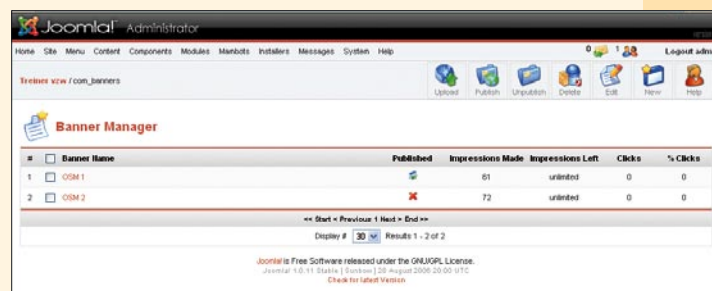 Joomla! Administrator
Home Site Menu Content Components Modules Mambots Installers Messages System Help 0 1 Logout adm
Treiner vzw / com_banners
Upload Publish Unpublish Delete Edit New Help
Banner Manager
# Banner Name Published Impressions Made Impressions Left Clicks % Clicks
1 OSM 1 61 unlimited 0 0
2 OSM 2 72 unlimited 0 0
<< Start < Previous 1 Next > End >>
Display # 30 Results 1 - 2 of 2
Joomla! is Free Software released under the GNU/GPL License.
Joomla! 1.0.11 Stable [ Sunbow ] 28 August 2006 20:00 UTC
Check for Latest Version